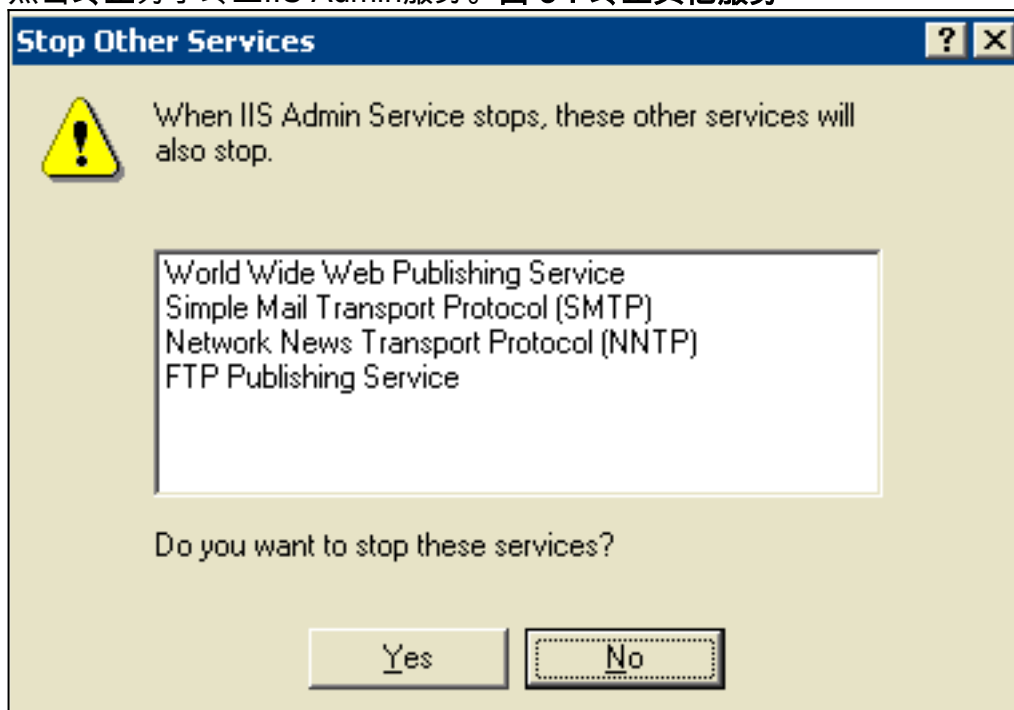 Stop Other Services
When IIS Admin Service stops, these other services will
also stop.
World Wide Web Publishing Service
Simple Mail Transport Protocol (SMTP)
Network News Transport Protocol (NNTP)
FTP Publishing Service
Do you want to stop these services?
Yes
No